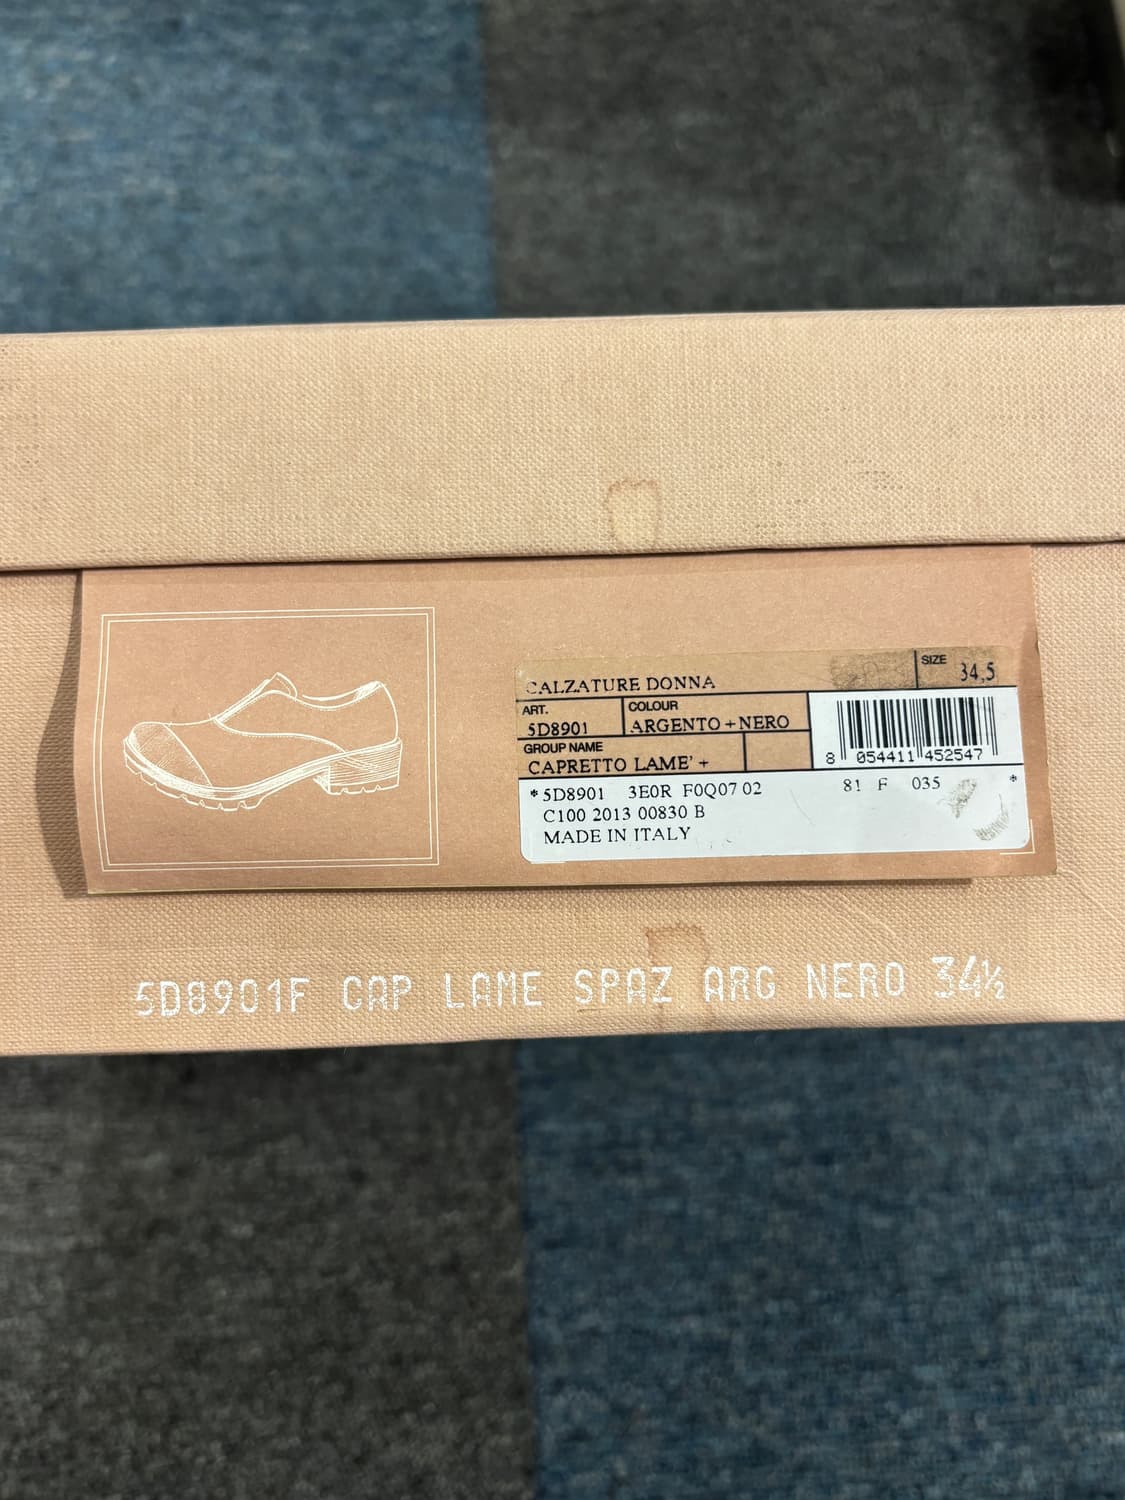 CALZATURE DONNA
SIZE
34,5
ART.
5D8901
COLOUR
ARGENTO + NERO
GROUP NAME
CAPRETTO LAME' +
8 054411 452547
* 5D8901 3E0R F0Q07 02 81 F 035 *
C100 2013 00830 B
MADE IN ITALY
5D8901F CAP LAME SPAZ ARG NERO 34½